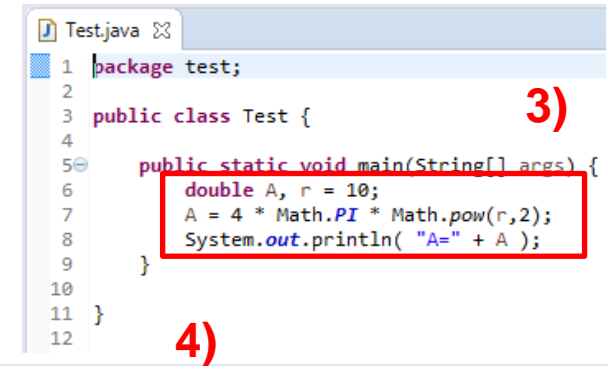 Test.java
1 package test;
2
3 public class Test {
3)
4
5 public static void main(String[] args) {
6 double A, r = 10;
7 A = 4 * Math.PI * Math.pow(r,2);
8 System.out.println( "A=" + A );
9 }
10
11 }
12
4)